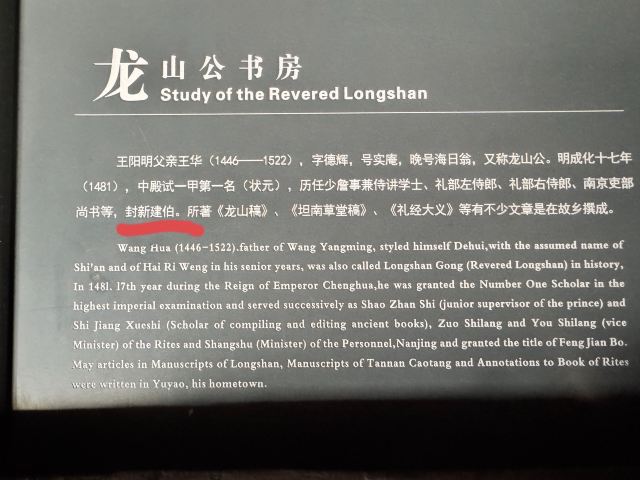 龙山公书房
Study of the Revered Longshan
王阳明父亲王华（1446——1522），字德辉，号实庵，晚号海日翁，又称龙山公。明成化十七年
（1481），中殿试一甲第一名（状元），历任少詹事兼侍讲学士、礼部左侍郎、礼部右侍郎、南京吏部
尚书等，封新建伯。所著《龙山稿》、《坦南草堂稿》、《礼经大义》等有不少文章是在故乡撰成。
Wang Hua (1446-1522).father of Wang Yangming, styled himself Dehui,with the assumed name of
Shi'an and of Hai Ri Weng in his senior years, was also called Longshan Gong (Revered Longshan) in history,
In 1481. 17th year during the Reign of Emperor Chenghua,he was granted the Number One Scholar in the
highest imperial examination and served successively as Shao Zhan Shi (junior supervisor of the prince) and
Shi Jiang Xueshi (Scholar of compiling and editing ancient books), Zuo Shilang and You Shilang (vice
Minister) of the Rites and Shangshu (Minister) of the Personnel,Nanjing and granted the title of Feng Jian Bo.
May articles in Manuscripts of Longshan, Manuscripts of Tannan Caotang and Annotations to Book of Rites
were written in Yuyao, his hometown.